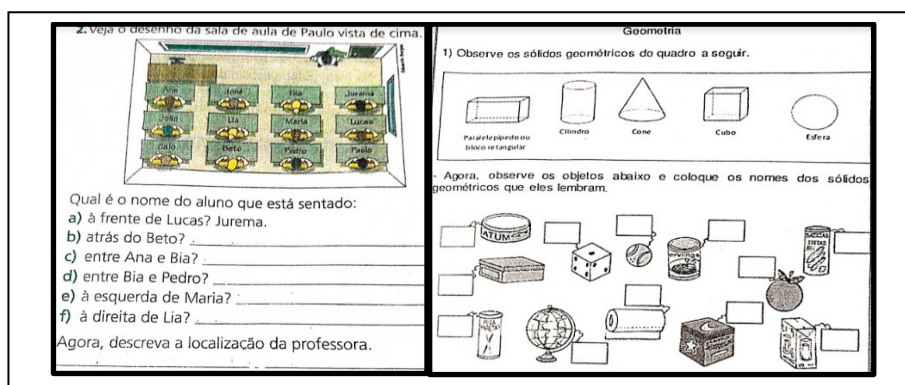 2. Veja o desenho da sala de aula de Paulo vista de cima.
Ana José Bia Jurema
João Lia Maria Lucas
Caio Beto Pedro Paulo
Qual é o nome do aluno que está sentado:
a) à frente de Lucas? Jurema.
b) atrás do Beto?
c) entre Ana e Bia?
d) entre Bia e Pedro?
e) à esquerda de Maria?
f) à direita de Lia?
Agora, descreva a localização da professora.
Geometria
1) Observe os sólidos geométricos do quadro a seguir.
Paralelepípedo ou
bloco retangular
Cilindro
Cone
Cubo
Esfera
- Agora, observe os objetos abaixo e coloque os nomes dos sólidos
geométricos que eles lembram.
ATUM